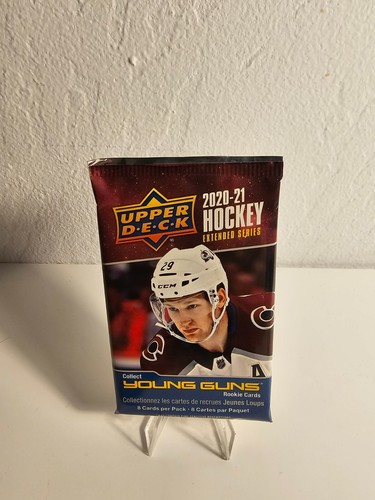 UPPER
D·E·C·K
2020-21
HOCKEY
EXTENDED SERIES
29
CCM
A
Collect
YOUNG GUNS
Rookie Cards
Collectionnez les cartes de recrues Jeunes Loups
8 Cards per Pack · 8 Cartes par Paquet